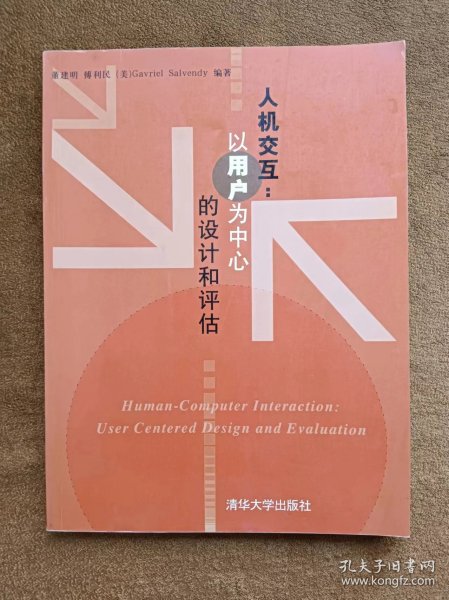 董建明 傅利民 (美)Gavriel Salvendy 编著
人机交互:
以用户为中心
的设计和评估
Human-Computer Interaction:
User Centered Design and Evaluation
清华大学出版社
孔夫子旧书网
www.kongfz.com